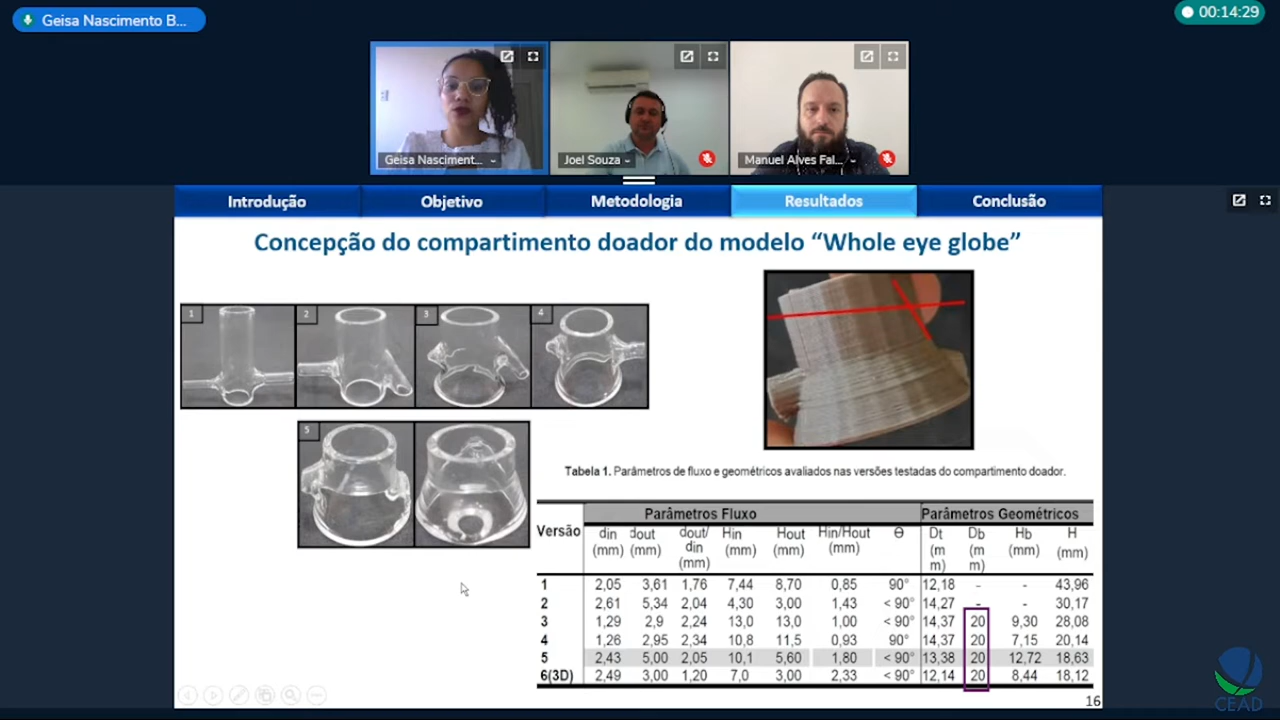 Geisa Nascimento B...
00:14:29
Geisa Nasciment...
Joel Souza
Manuel Alves Fal...
Introdução Objetivo Metodologia Resultados Conclusão
Concepção do compartimento doador do modelo “Whole eye globe”
1 2 3 4
5
Tabela 1. Parâmetros de fluxo e geométricos avaliados nas versões testadas do compartimento doador.
Parâmetros Fluxo Parâmetros Geométricos
Versão din (mm) dout (mm) dout/din (mm) Hin (mm) Hout (mm) Hin/Hout (mm) Ɵ Dt (mm) Db (mm) Hb (mm) H (mm)
1 2,05 3,61 1,76 7,44 8,70 0,85 90° 12,18 - - 43,96
2 2,61 5,34 2,04 4,30 3,00 1,43 < 90° 14,27 - - 30,17
3 1,29 2,9 2,24 13,0 13,0 1,00 < 90° 14,37 20 9,30 28,08
4 1,26 2,95 2,34 10,8 11,5 0,93 90° 14,37 20 7,15 20,14
5 2,43 5,00 2,05 10,1 5,60 1,80 < 90° 13,38 20 12,72 18,63
6(3D) 2,49 3,00 1,20 7,0 3,00 2,33 < 90° 12,14 20 8,44 18,12
16
CEAD